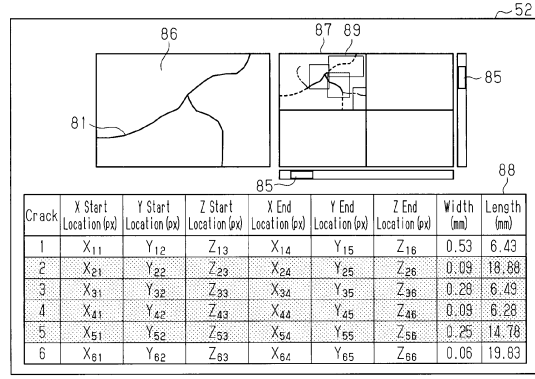 52
86
87
89
85
81
85
88
Crack X Start Location (px) Y Start Location (px) Z Start Location (px) X End Location (px) Y End Location (px) Z End Location (px) Width (mm) Length (mm)
1 X11 Y12 Z13 X14 Y15 Z16 0.53 6.43
2 X21 Y22 Z23 X24 Y25 Z26 0.09 18.88
3 X31 Y32 Z33 X34 Y35 Z36 0.28 6.49
4 X41 Y42 Z43 X44 Y45 Z46 0.09 6.28
5 X51 Y52 Z53 X54 Y55 Z56 0.25 14.78
6 X61 Y62 Z63 X64 Y65 Z66 0.06 19.83